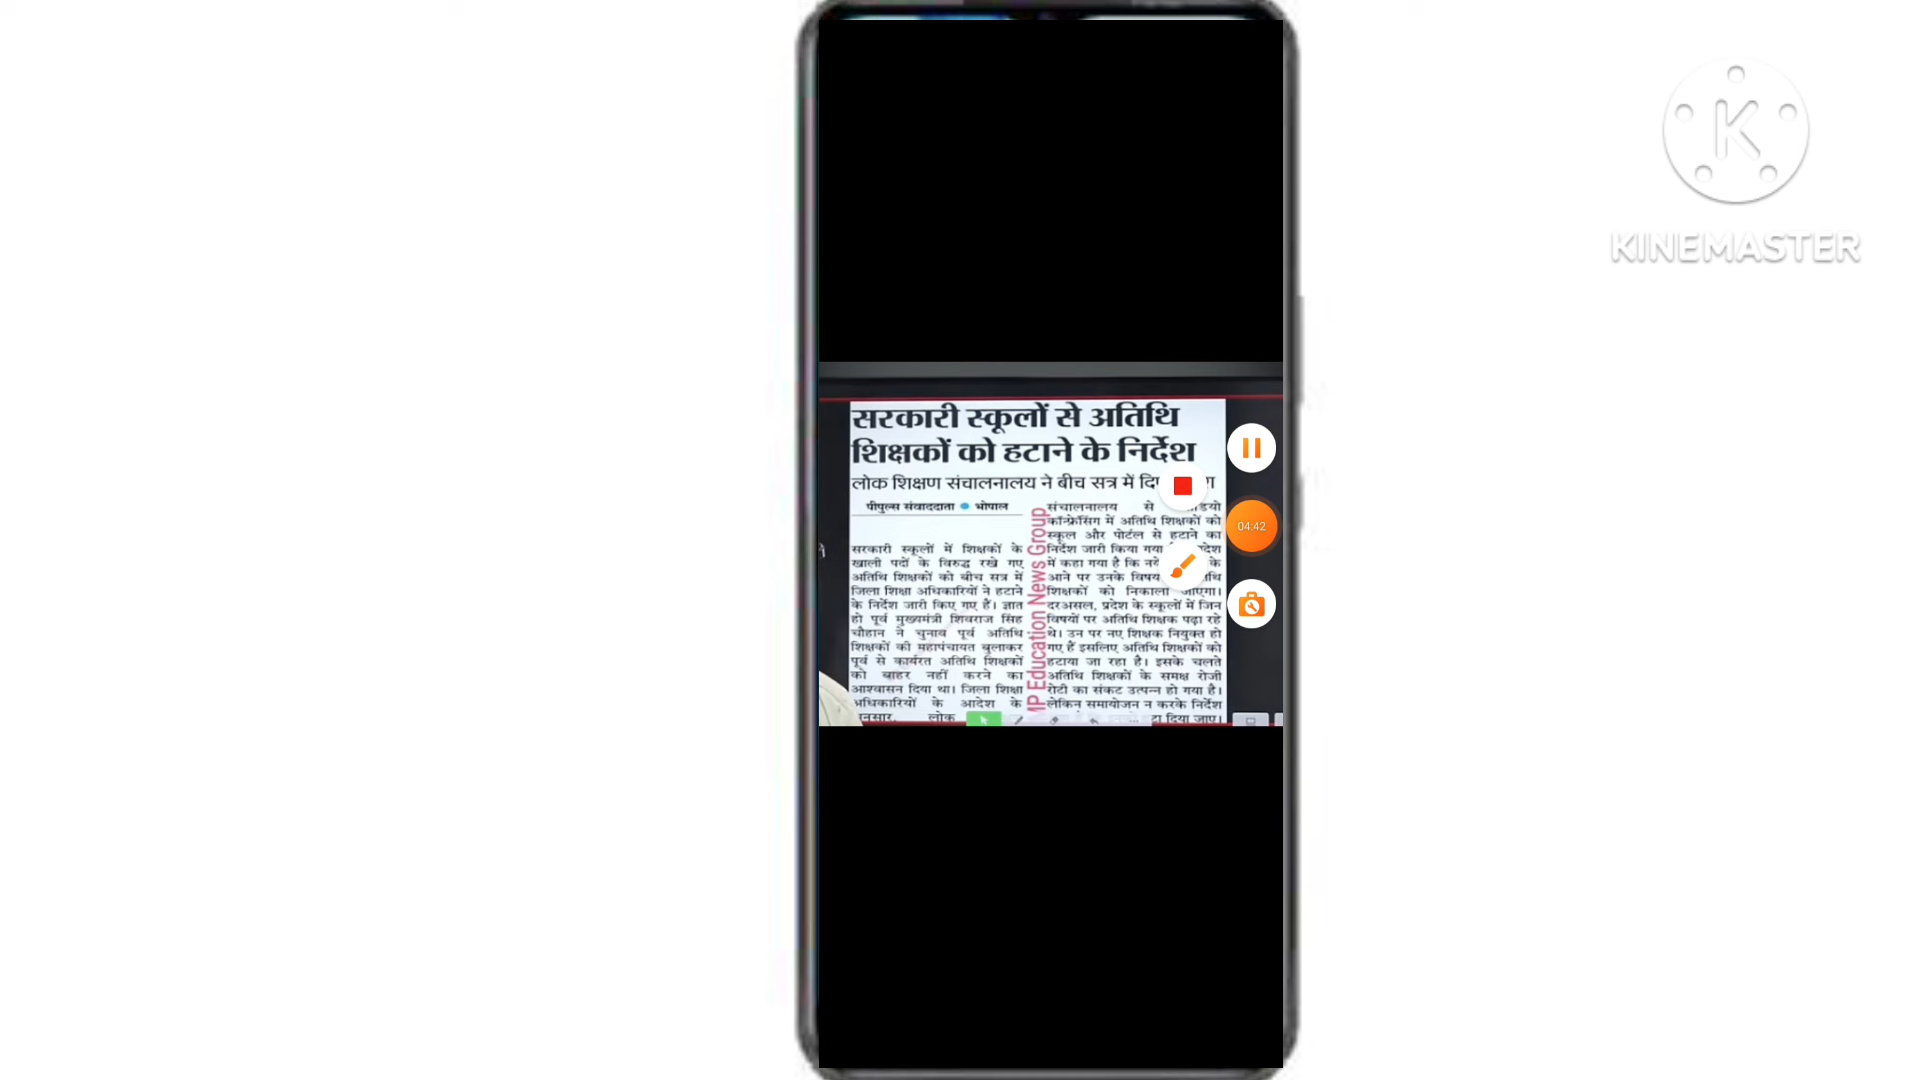 KINEMASTER
सरकारी स्कूलों से अतिथि
शिक्षकों को हटाने के निर्देश
लोक शिक्षण संचालनालय ने बीच सत्र में
पीपुल्स संवाददाता ● भोपाल
सरकारी स्कूलों में शिक्षकों के
खाली पदों के विरुद्ध रखे गए
अतिथि शिक्षकों को बीच सत्र में
जिला शिक्षा अधिकारियों ने हटाने
के निर्देश जारी किए गए हैं। ज्ञात
हो पूर्व मुख्यमंत्री शिवराज सिंह
चौहान ने चुनाव पूर्व अतिथि
शिक्षकों की महापंचायत बुलाकर
पूर्व से कार्यरत अतिथि शिक्षकों
को बाहर नहीं करने का
आश्वासन दिया था। जिला शिक्षा
अधिकारियों के आदेश के
लोक
MP Education News Group
संचालनालय से
कॉन्फ्रेंसिंग में अतिथि शिक्षकों को
स्कूल और पोर्टल से हटाने का
निर्देश जारी किया गया
में कहा गया है कि के
आने पर उनके विषय
शिक्षकों को निकाला जाएगा।
दरअसल, प्रदेश के स्कूलों में जिन
विषयों पर अतिथि शिक्षक पढ़ा रहे
थे। उन पर नए शिक्षक नियुक्त हो
गए हैं इसलिए अतिथि शिक्षकों को
हटाया जा रहा है। इसके चलते
अतिथि शिक्षकों के समक्ष रोजी
रोटी का संकट उत्पन्न हो गया है।
लेकिन समायोजन न करके निर्देश
दिया जाए।
04:42